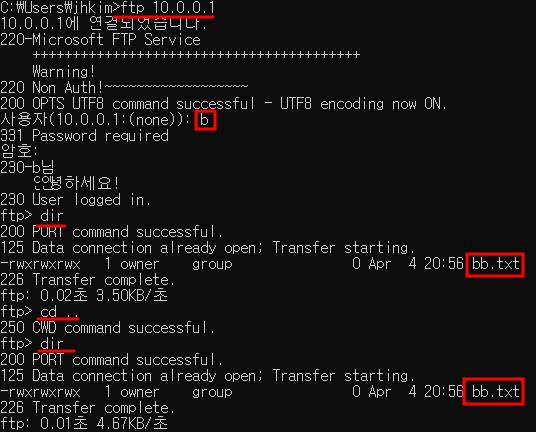 C:\Users\jhkim>ftp 10.0.0.1
10.0.0.1에 연결되었습니다.
220-Microsoft FTP Service
+++++++++++++++++++++++++++++++++++++++++
Warning!
220 Non Auth!~~~~~~~~~~~~~~~~~~
200 OPTS UTF8 command successful - UTF8 encoding now ON.
사용자(10.0.0.1:(none)): b
331 Password required
암호:
230-b님
안녕하세요!
230 User logged in.
ftp> dir
200 PORT command successful.
125 Data connection already open; Transfer starting.
-rwxrwxrwx 1 owner group 0 Apr 4 20:56 bb.txt
226 Transfer complete.
ftp: 0.02초 3.50KB/초
ftp> cd ..
250 CWD command successful.
ftp> dir
200 PORT command successful.
125 Data connection already open; Transfer starting.
-rwxrwxrwx 1 owner group 0 Apr 4 20:56 bb.txt
226 Transfer complete.
ftp: 0.01초 4.67KB/초